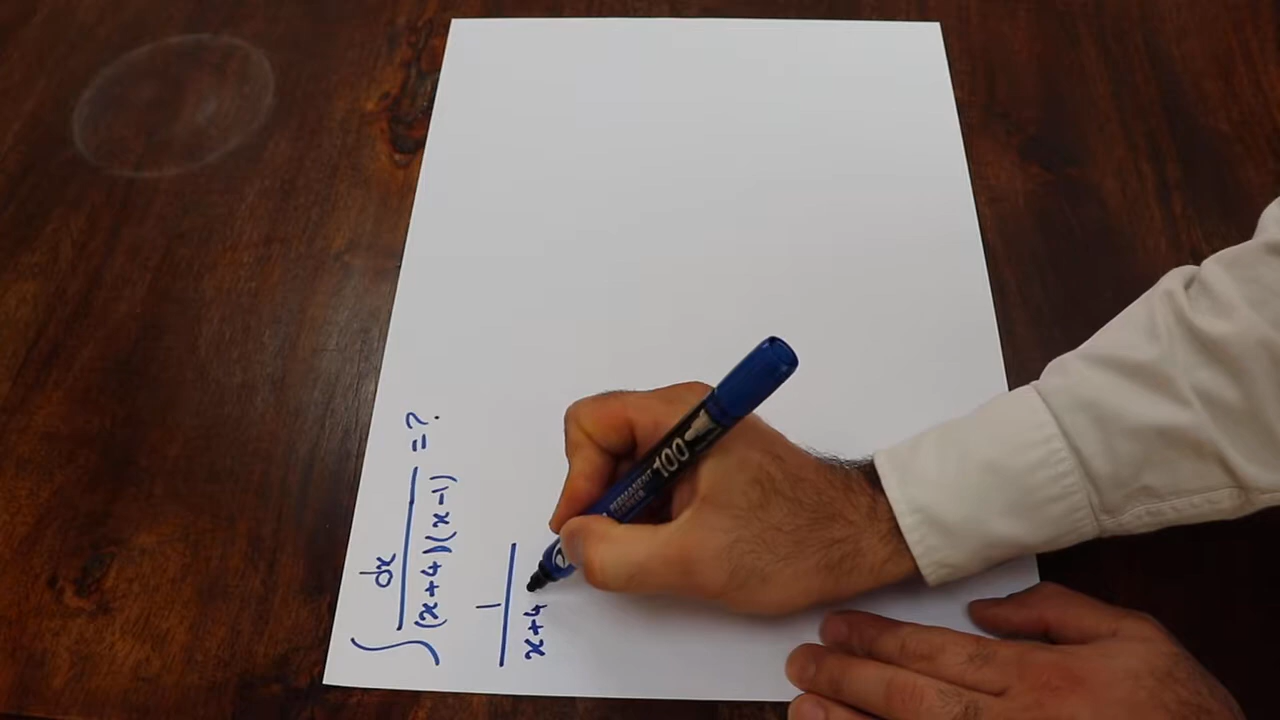 ∫ dx / (x+4)(x-1) = ?
1 / x+4
PERMANENT MARKER 100